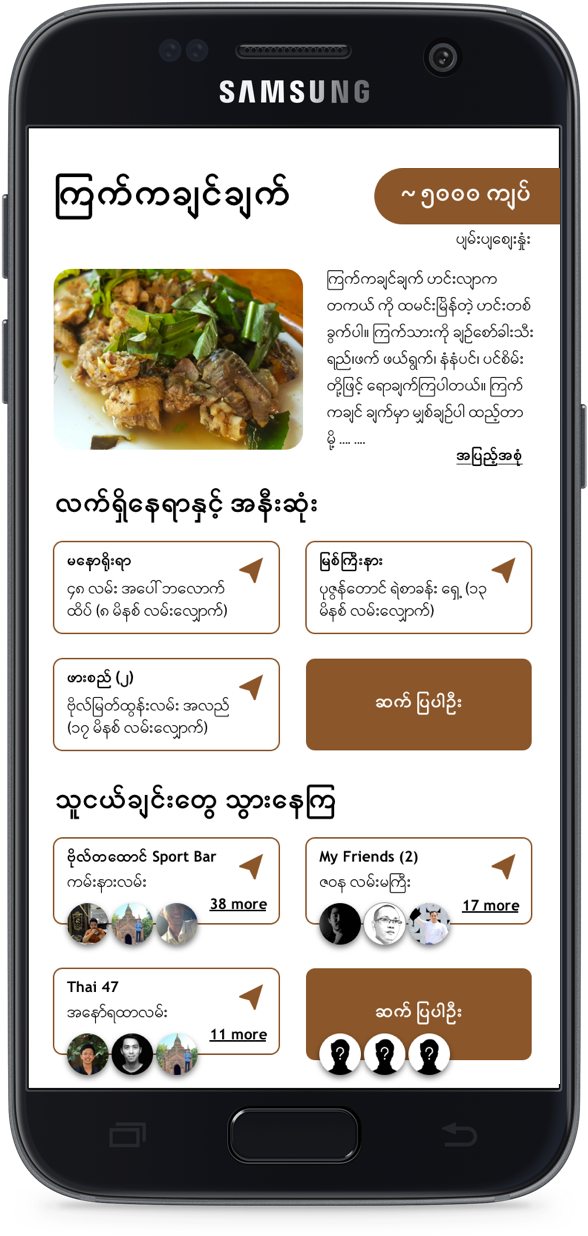 SAMSUNG
ကြက်ကချင်ချက်
~ ၅၀၀၀ ကျပ်
ပျမ်းပျစျေးနှုံး
ကြက်ကချင်ချက် ဟင်းလျာက
တကယ် ကို ထမင်းမြိန်တဲ့ ဟင်းတစ်
ခွက်ပါ။ ကြက်သားကို ချဉ်စော်ခါးသီး
ရည်၊ဖက် ဖယ်ရွက်၊ နံနံပင်၊ ပင်စိမ်း
တို့ဖြင့် ရောချက်ကြပါတယ်။ ကြက်
ကချင် ချက်မှာ မျှစ်ချဉ်ပါ ထည့်တာ
မို့ .... ....
အပြည့်အစုံ
လက်ရှိနေရာနှင့် အနီးဆုံး
မနောရိုးရာ
၄၈ လမ်း အပေါ် ဘလောက်
ထိပ် (၈ မိနစ် လမ်းလျှောက်)
မြစ်ကြီးနား
ပုဇွန်တောင် ရဲစာခန်း ရှေ့ (၁၃
မိနစ် လမ်းလျှောက်)
ဖားစည် (၂)
ဗိုလ်မြတ်ထွန်းလမ်း အလည်
(၁၇ မိနစ် လမ်းလျှောက်)
ဆက် ပြပါဦး
သူငယ်ချင်းတွေ သွားနေကြ
ဗိုလ်တထောင် Sport Bar
ကမ်းနားလမ်း
38 more
My Friends (2)
ဇဝန လမ်းမကြီး
17 more
Thai 47
အနော်ရထာလမ်း
11 more
ဆက် ပြပါဦး